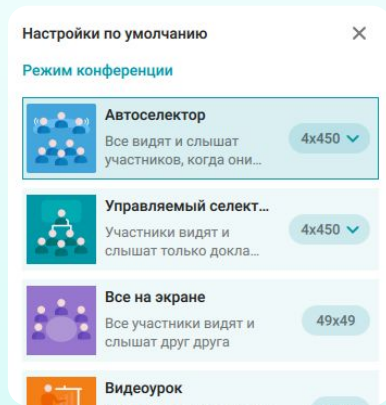 Настройки по умолчанию
Режим конференции
Автоселектор
Все видят и слышат
участников, когда они...
4x450
Управляемый селект...
Участники видят и
слышат только докла...
4x450
Все на экране
Все участники видят и
слышат друг друга
49x49
Видеоурок